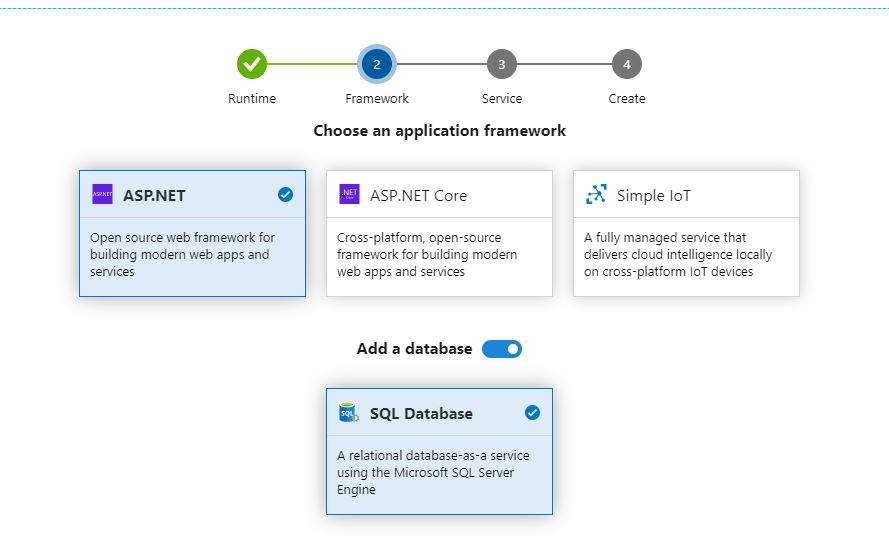 2
3
4
Runtime
Framework
Service
Create
Choose an application framework
ASP.NET
ASP.NET
Open source web framework for
building modern web apps and
services
.NET
Core
ASP.NET Core
Cross-platform, open-source
framework for building modern
web apps and services
Simple IoT
A fully managed service that
delivers cloud intelligence locally
on cross-platform IoT devices
Add a database
SQL
SQL Database
A relational database-as-a service
using the Microsoft SQL Server
Engine